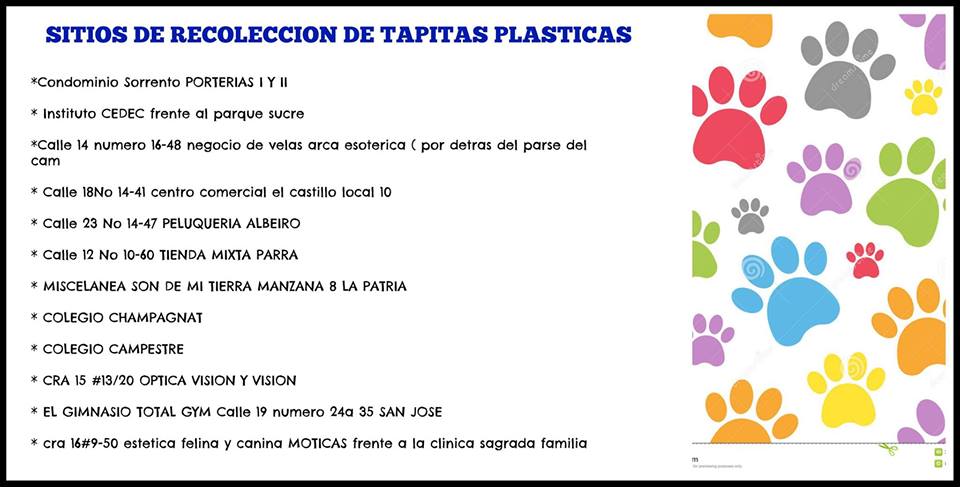 SITIOS DE RECOLECCION DE TAPITAS PLASTICAS
*Condominio Sorrento PORTERIAS I Y II
* Instituto CEDEC frente al parque sucre
*Calle 14 numero 16-48 negocio de velas arca esoterica ( por detras del parse del
cam
* Calle 18No 14-41 centro comercial el castillo local 10
* Calle 23 No 14-47 PELUQUERIA ALBEIRO
* Calle 12 No 10-60 TIENDA MIXTA PARRA
* MISCELANEA SON DE MI TIERRA MANZANA 8 LA PATRIA
* COLEGIO CHAMPAGNAT
* COLEGIO CAMPESTRE
* CRA 15 #13/20 OPTICA VISION Y VISION
* EL GIMNASIO TOTAL GYM Calle 19 numero 24a 35 SAN JOSE
* cra 16#9-50 estetica felina y canina MOTICAS frente a la clinica sagrada familia